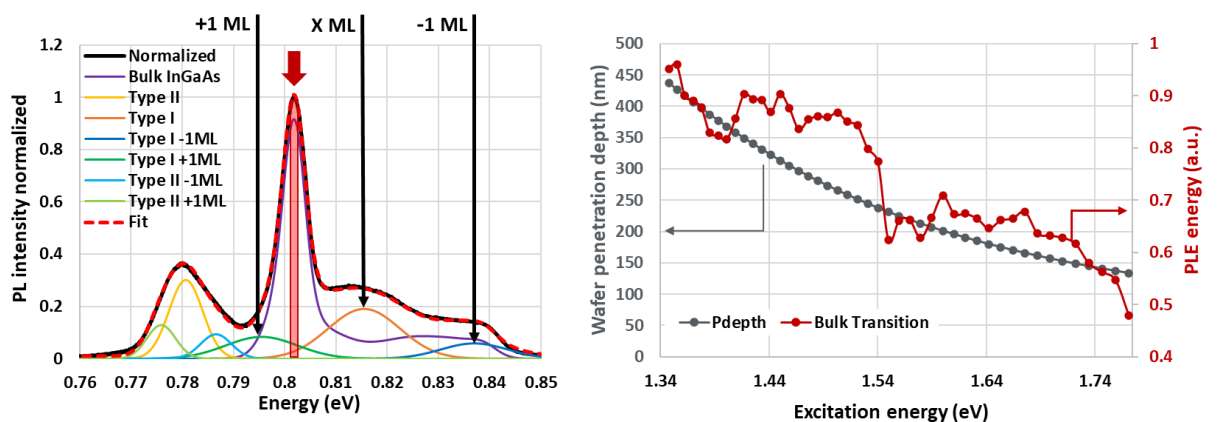 +1 ML
X ML
-1 ML
PL intensity normalized
1.2
1
0.8
0.6
0.4
0.2
0
Normalized
Bulk InGaAs
Type II
Type I
Type I -1ML
Type I +1ML
Type II -1ML
Type II +1ML
Fit
0.76 0.77 0.78 0.79 0.8 0.81 0.82 0.83 0.84 0.85
Energy (eV)
Wafer penetration depth (nm)
500
450
400
350
300
250
200
150
100
50
0
Pdepth
Bulk Transition
1.34 1.44 1.54 1.64 1.74
Excitation energy (eV)
1
0.9
0.8
0.7
0.6
0.5
0.4
PLE energy (a.u.)